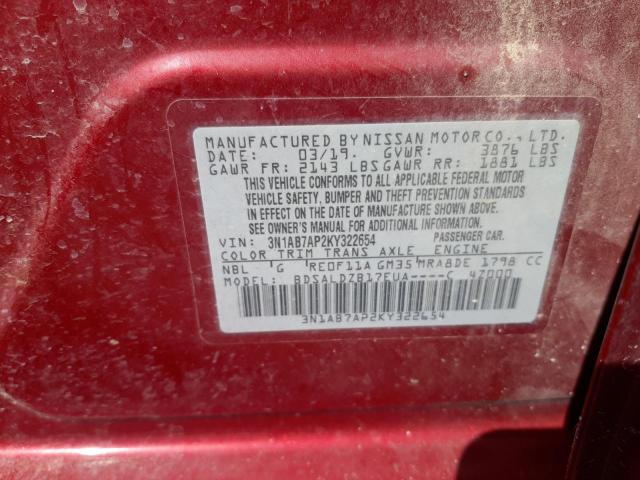 MANUFACTURED BY NISSAN MOTOR CO., LTD.
DATE: 03/19. GVWR: 3876 LBS
GAWR FR: 2143 LBS GAWR RR: 1881 LBS
THIS VEHICLE CONFORMS TO ALL APPLICABLE FEDERAL MOTOR
VEHICLE SAFETY, BUMPER AND THEFT PREVENTION STANDARDS
IN EFFECT ON THE DATE OF MANUFACTURE SHOWN ABOVE.
SEE OWNER'S MANUAL FOR ADDITIONAL INFORMATION.
VIN: 3N1AB7AP2KY322654 PASSENGER CAR.
COLOR TRIM TRANS AXLE ENGINE
NBL G RE0F11A GM35 MRA8DE 1798 CC
MODEL: BDSALDZB17EUA----C 47000
3N1AB7AP2KY322654